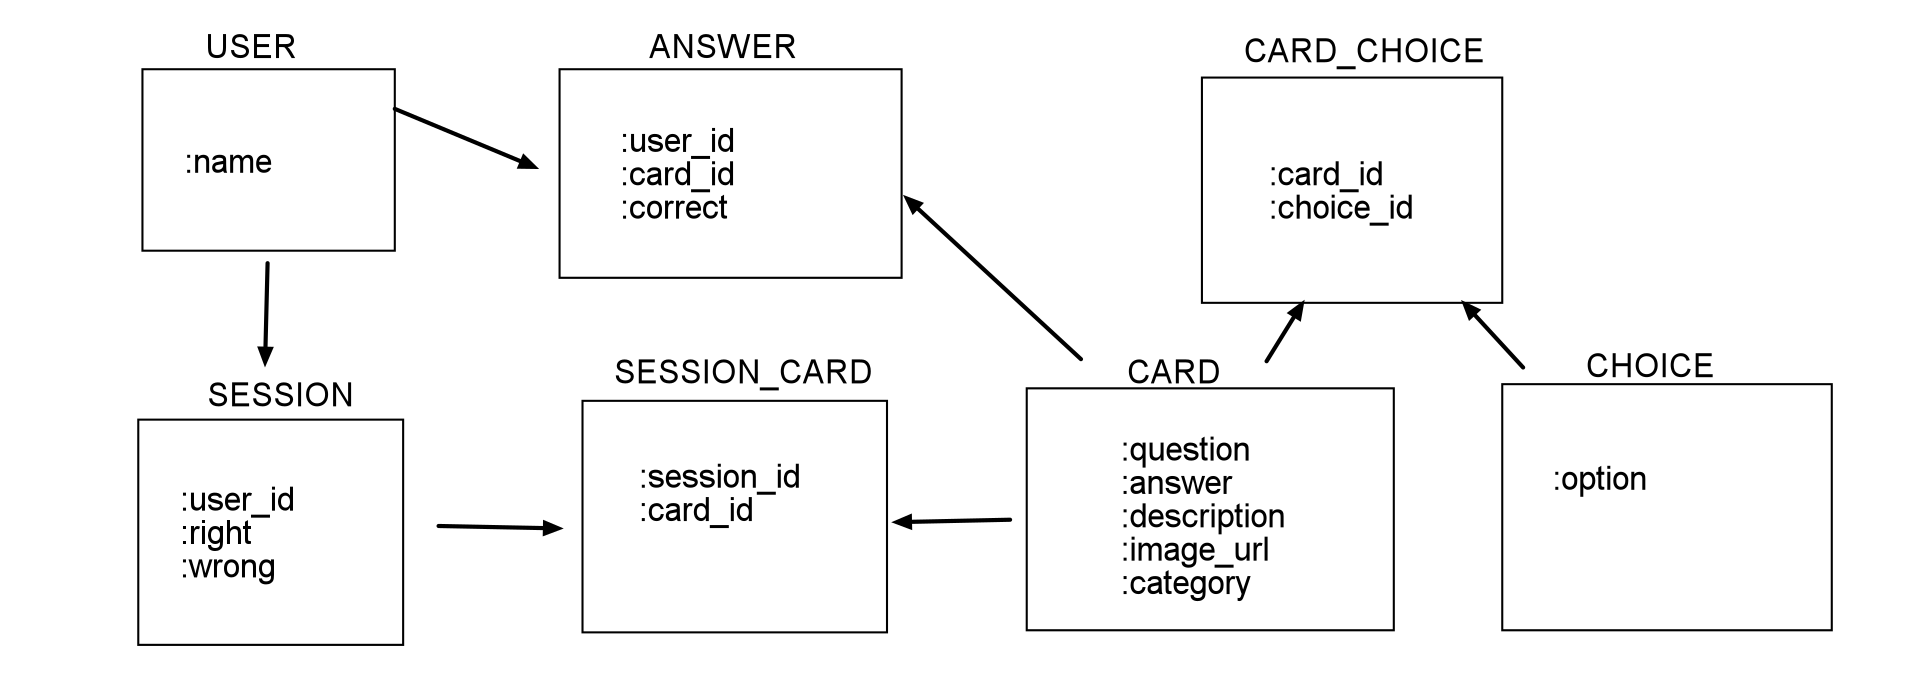 USER
:name
ANSWER
:user_id
:card_id
:correct
CARD_CHOICE
:card_id
:choice_id
SESSION
:user_id
:right
:wrong
SESSION_CARD
:session_id
:card_id
CARD
:question
:answer
:description
:image_url
:category
CHOICE
:option